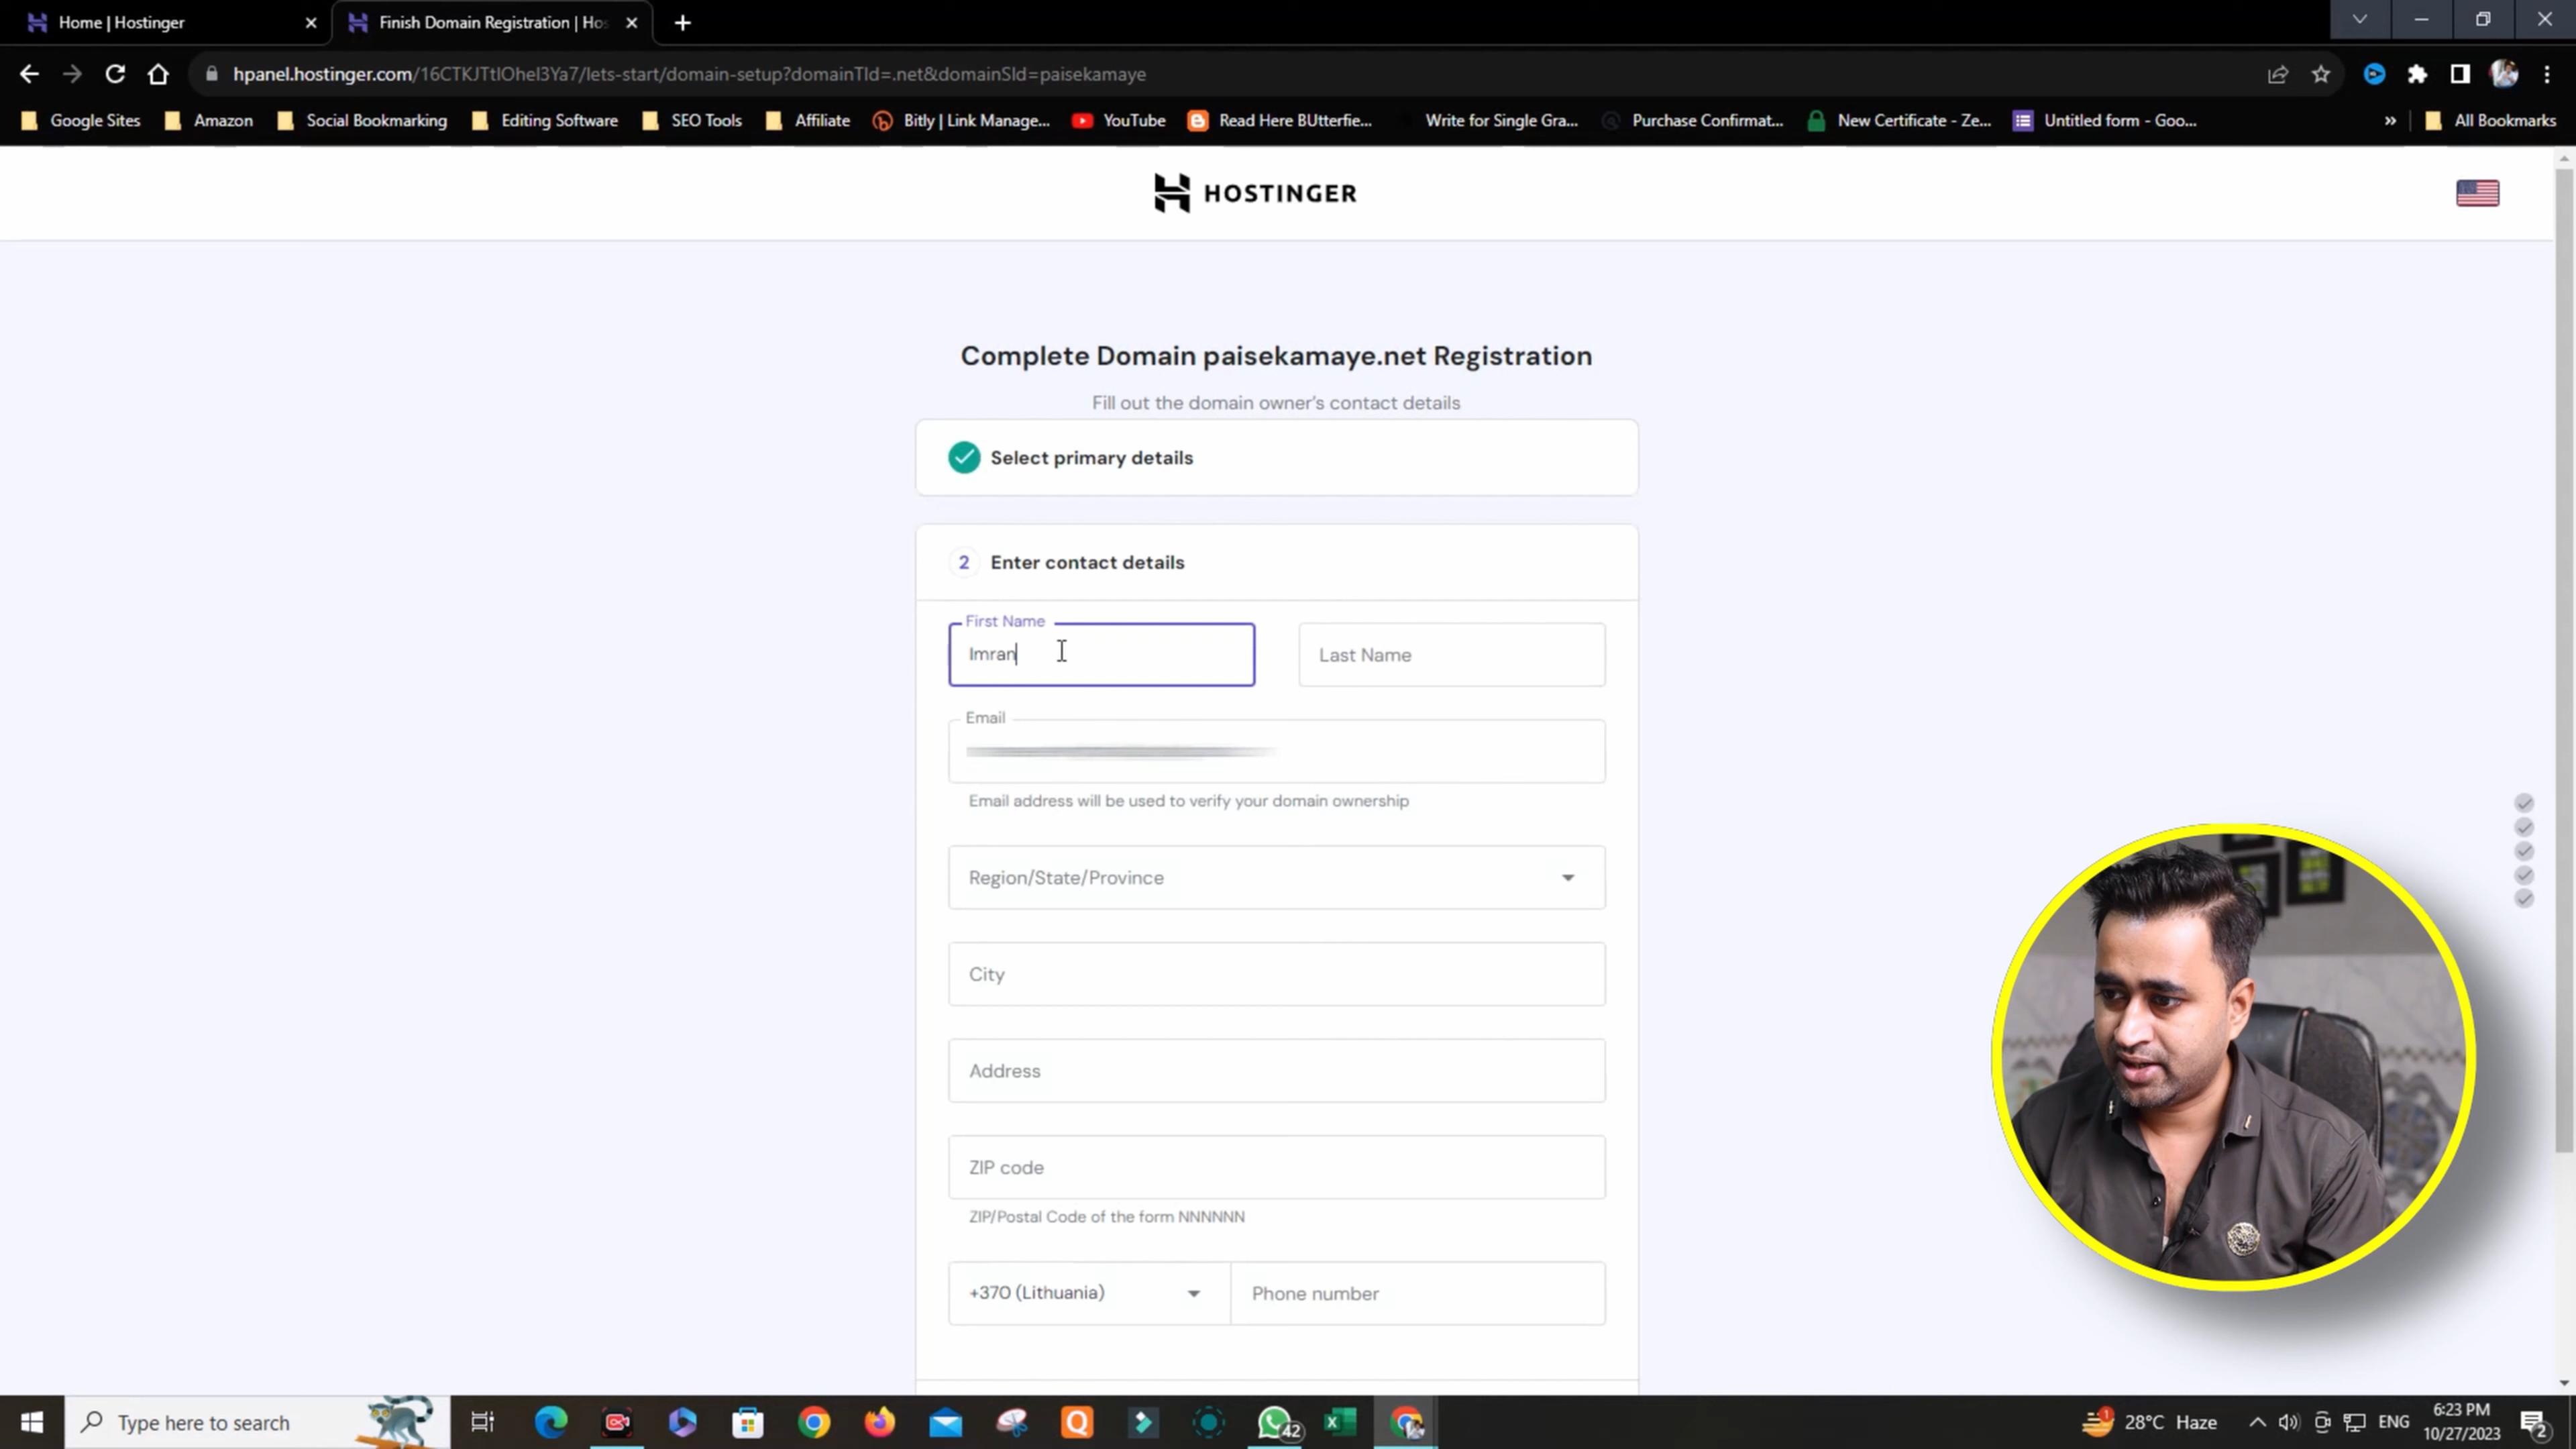 Home | Hostinger
Finish Domain Registration | Hos
hpanel.hostinger.com/16CTKJTtIOhel3Ya7/lets-start/domain-setup?domainTld=.net&domainSld=paisekamaye
Google Sites Amazon Social Bookmarking Editing Software SEO Tools Affiliate Bitly | Link Manage... YouTube Read Here BUtterfie... Write for Single Gra... Purchase Confirmat... New Certificate - Ze... Untitled form - Goo... » All Bookmarks
HOSTINGER
Complete Domain paisekamaye.net Registration
Fill out the domain owner's contact details
Select primary details
2 Enter contact details
First Name
Imran
Last Name
Email
Email address will be used to verify your domain ownership
Region/State/Province
City
Address
ZIP code
ZIP/Postal Code of the form NNNNNN
+370 (Lithuania)
Phone number
Type here to search
42
1
28°C Haze
ENG
6:23 PM
10/27/2023
2